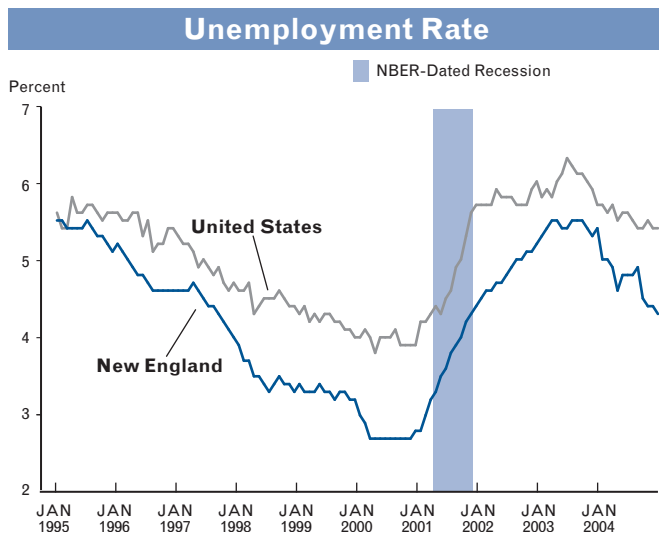 Unemployment Rate
NBER-Dated Recession
Percent
7
6
United States
5
4
New England
3
2
JAN JAN JAN JAN JAN JAN JAN JAN JAN JAN
1995 1996 1997 1998 1999 2000 2001 2002 2003 2004